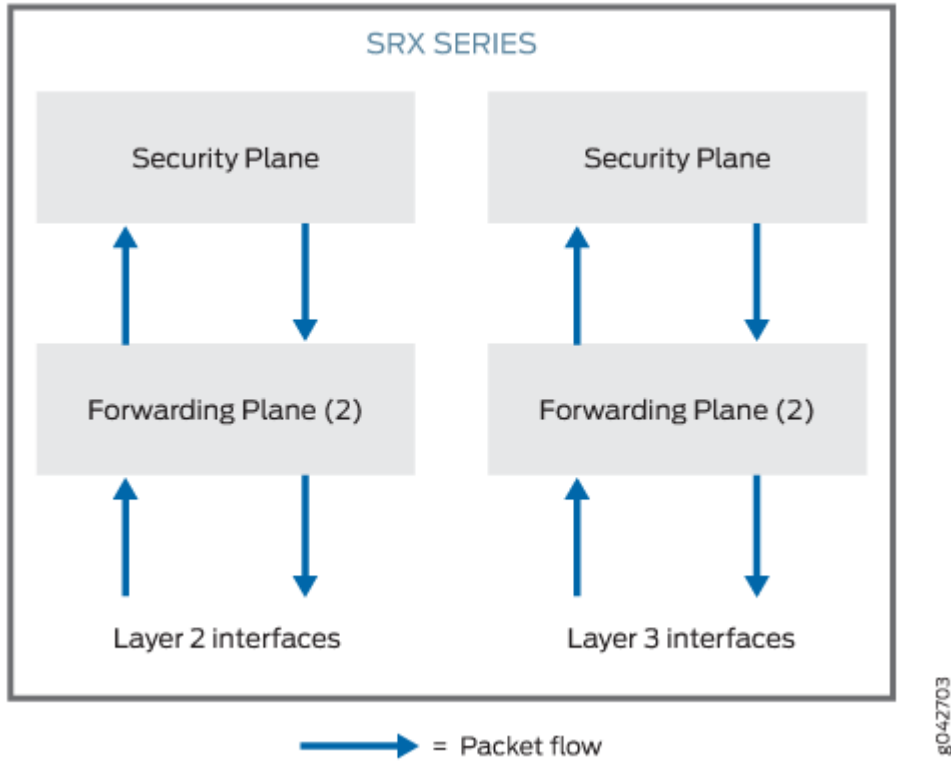 SRX SERIES
Security Plane
Security Plane
Forwarding Plane (2)
Forwarding Plane (2)
Layer 2 interfaces
Layer 3 interfaces
= Packet flow
g042703